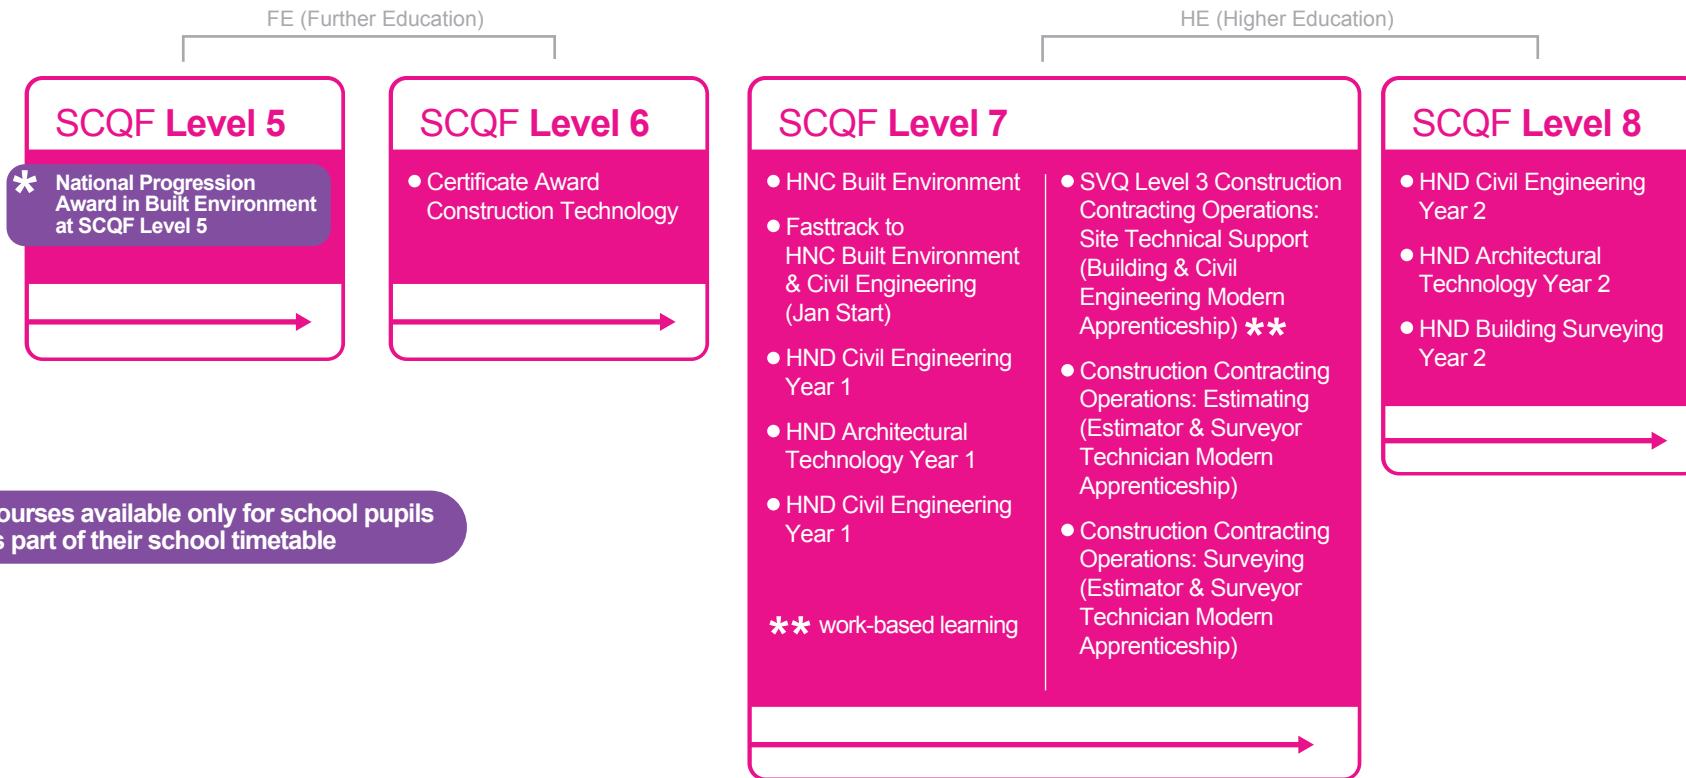 FE (Further Education)
HE (Higher Education)
SCQF Level 5
* National Progression
Award in Built Environment
at SCQF Level 5
SCQF Level 6
• Certificate Award
Construction Technology
SCQF Level 7
• HNC Built Environment
• Fasttrack to
HNC Built Environment
& Civil Engineering
(Jan Start)
• HND Civil Engineering
Year 1
• HND Architectural
Technology Year 1
• HND Civil Engineering
Year 1
** work-based learning
• SVQ Level 3 Construction
Contracting Operations:
Site Technical Support
(Building & Civil
Engineering Modern
Apprenticeship) **
• Construction Contracting
Operations: Estimating
(Estimator & Surveyor
Technician Modern
Apprenticeship)
• Construction Contracting
Operations: Surveying
(Estimator & Surveyor
Technician Modern
Apprenticeship)
SCQF Level 8
• HND Civil Engineering
Year 2
• HND Architectural
Technology Year 2
• HND Building Surveying
Year 2
ourses available only for school pupils
s part of their school timetable